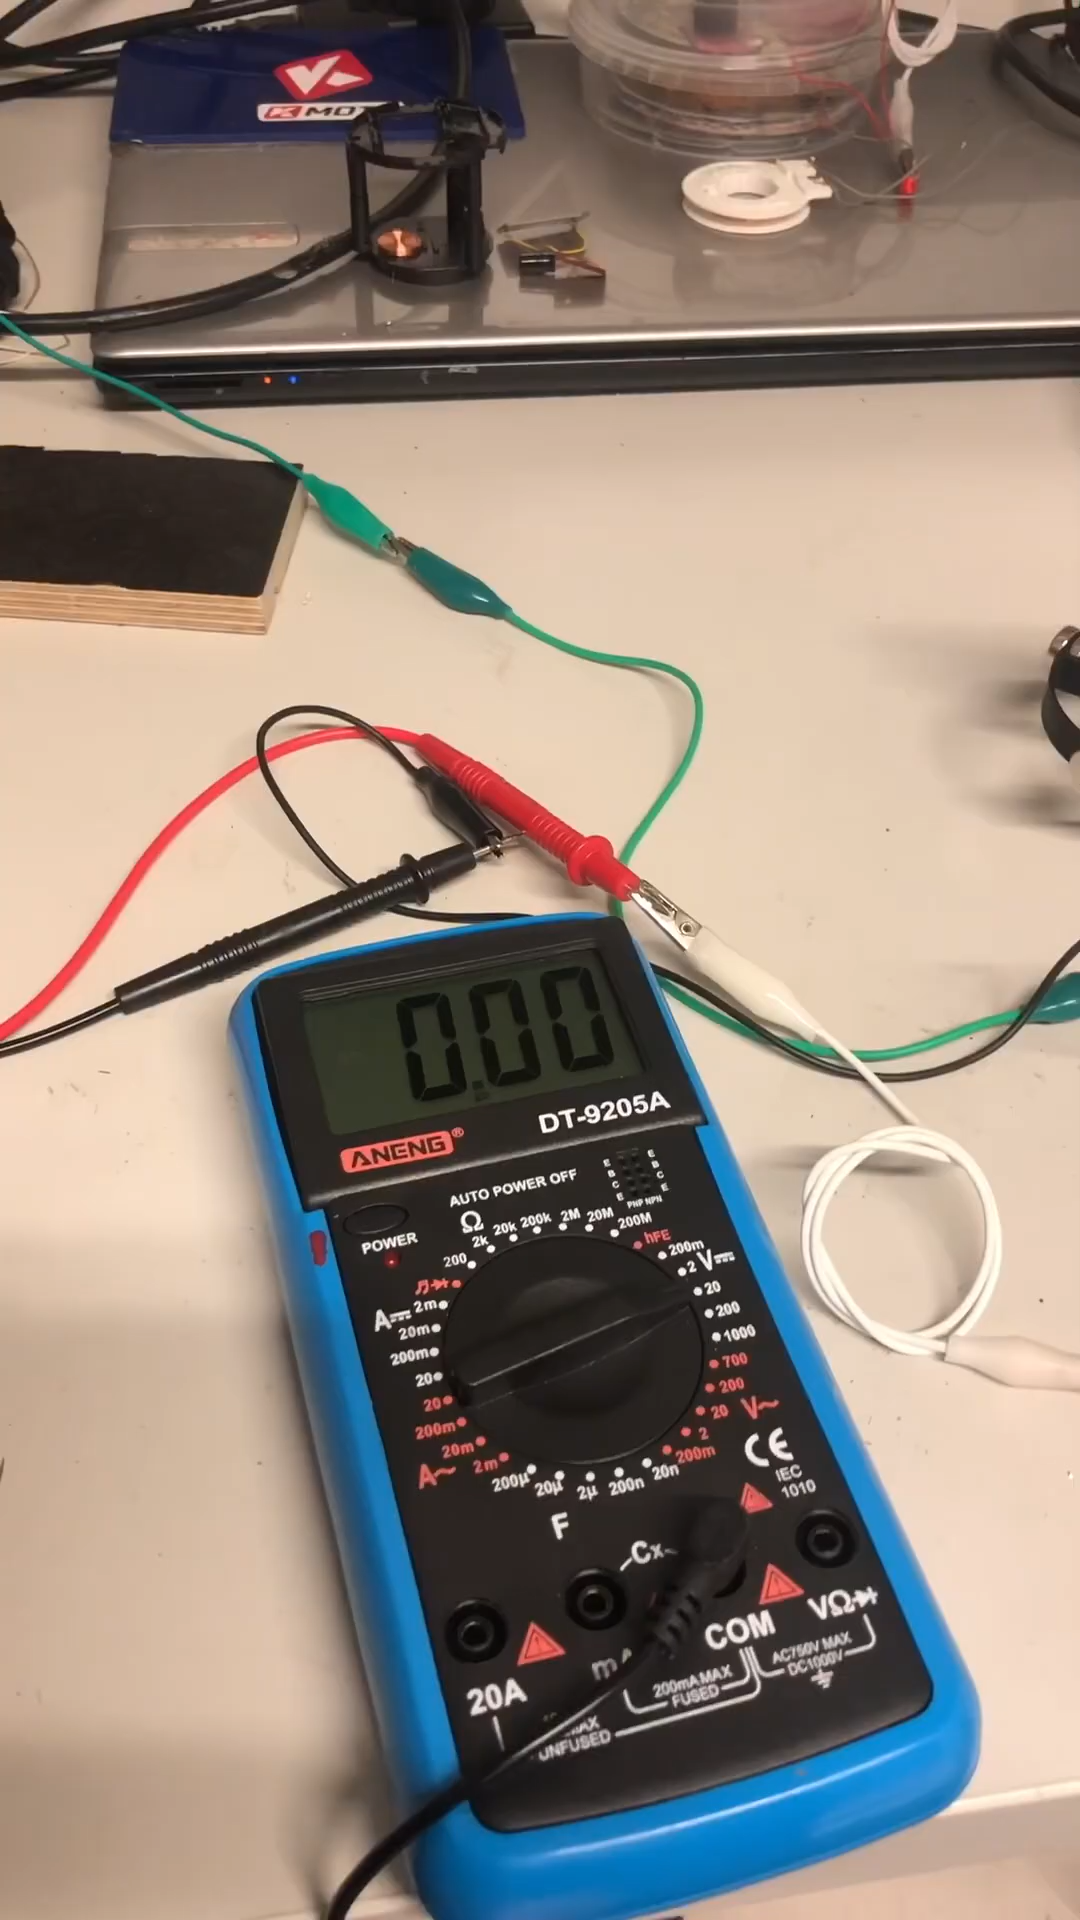 K MOT
0.00
DT-9205A
ANENG®
AUTO POWER OFF
E B C E
E B C E
PNP NPN
POWER
Ω
200
2k
20k
200k
2M
20M
200M
hFE
200m
2
V
20
200
1000
700
200
20
2
200m
V~
A
2m
20m
200m
20
20
200m
20m
2m
A~
200µ
20µ
2µ
200n
20n
F
Cx
CE
IEC
1010
20A
COM
VΩ
200mA MAX
FUSED
AC750V MAX
DC1000V
UNFUSED